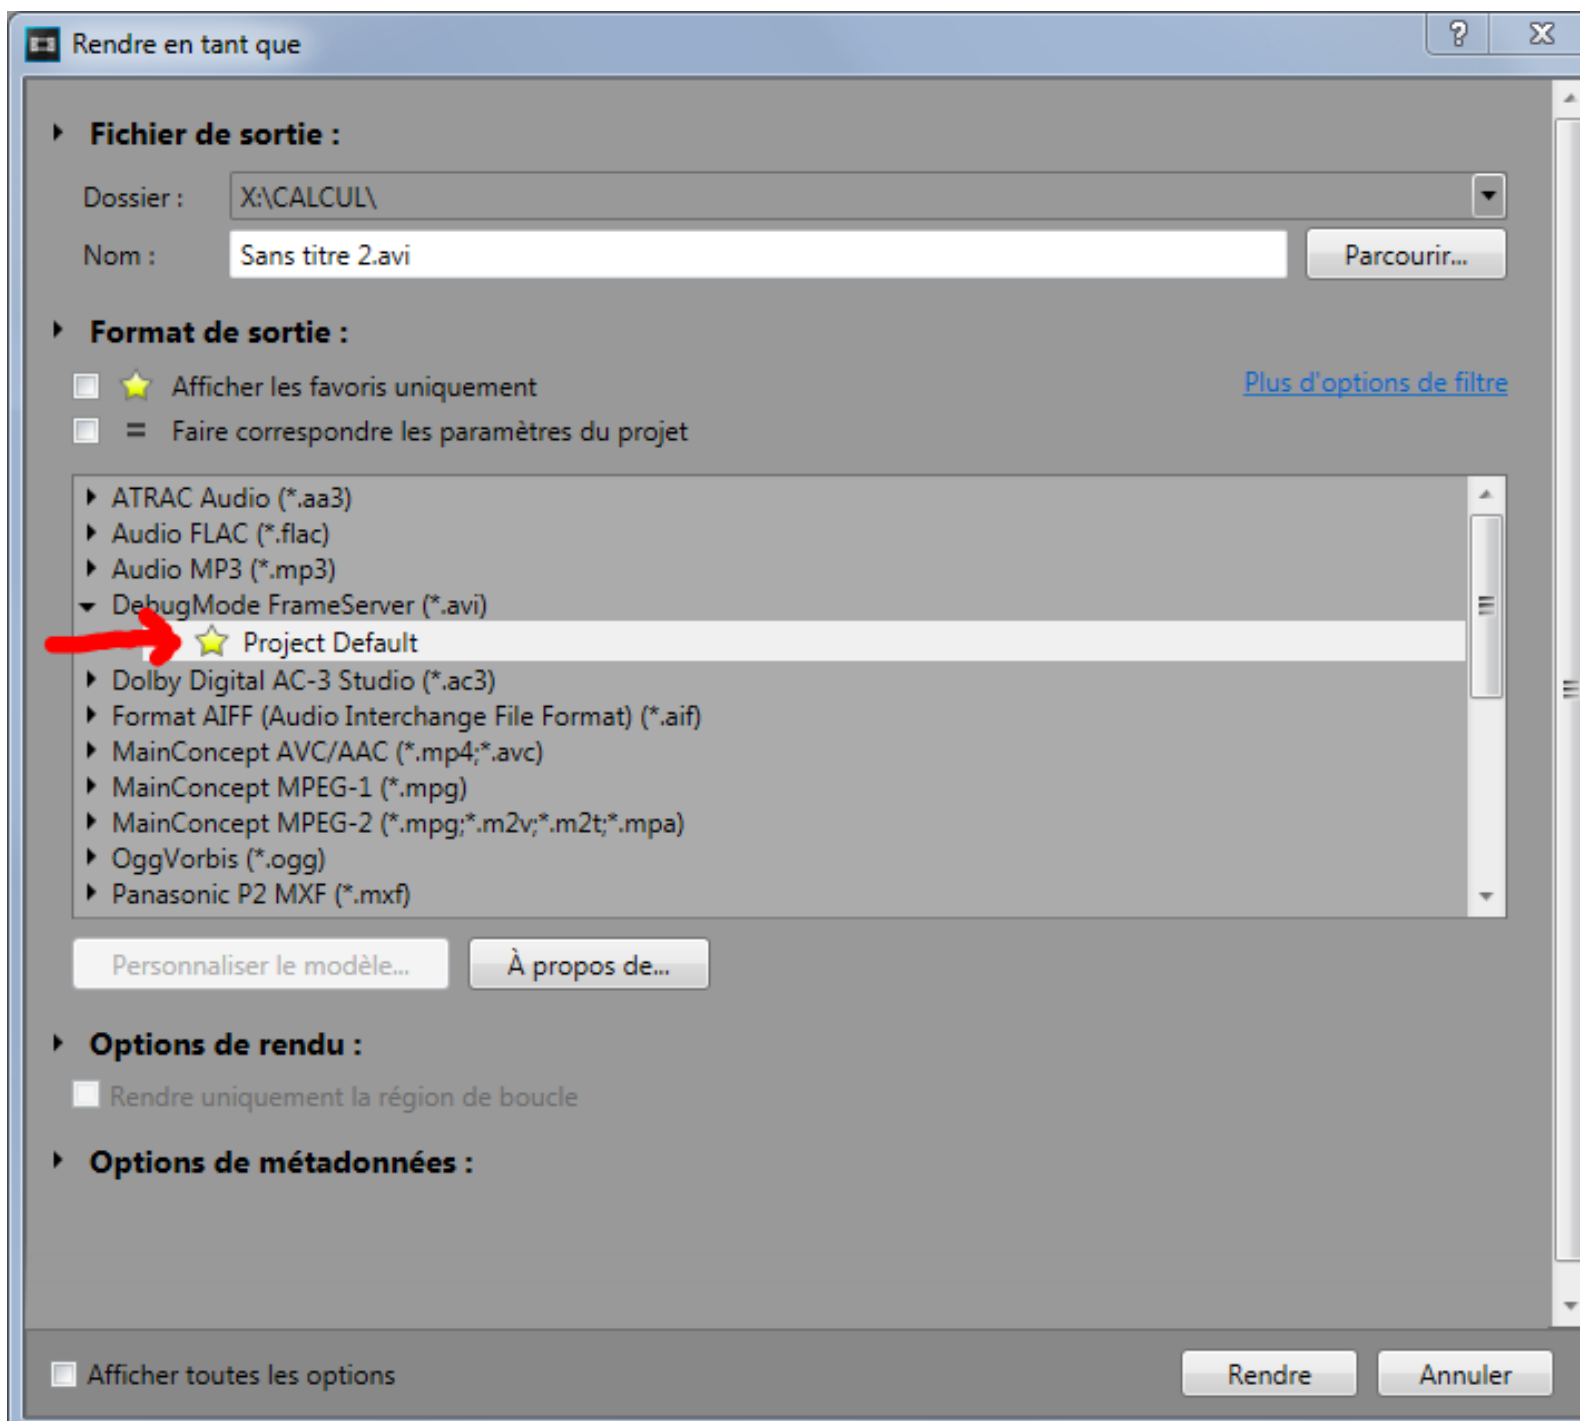 Rendre en tant que
Fichier de sortie :
Dossier : X:\CALCUL\
Nom : Sans titre 2.avi Parcourir...
Format de sortie :
Afficher les favoris uniquement Plus d'options de filtre
= Faire correspondre les paramètres du projet
ATRAC Audio (*.aa3)
Audio FLAC (*.flac)
Audio MP3 (*.mp3)
DebugMode FrameServer (*.avi)
Project Default
Dolby Digital AC-3 Studio (*.ac3)
Format AIFF (Audio Interchange File Format) (*.aif)
MainConcept AVC/AAC (*.mp4;*.avc)
MainConcept MPEG-1 (*.mpg)
MainConcept MPEG-2 (*.mpg;*.m2v;*.m2t;*.mpa)
OggVorbis (*.ogg)
Panasonic P2 MXF (*.mxf)
Personnaliser le modèle... À propos de...
Options de rendu :
Rendre uniquement la région de boucle
Options de métadonnées :
Afficher toutes les options Rendre Annuler